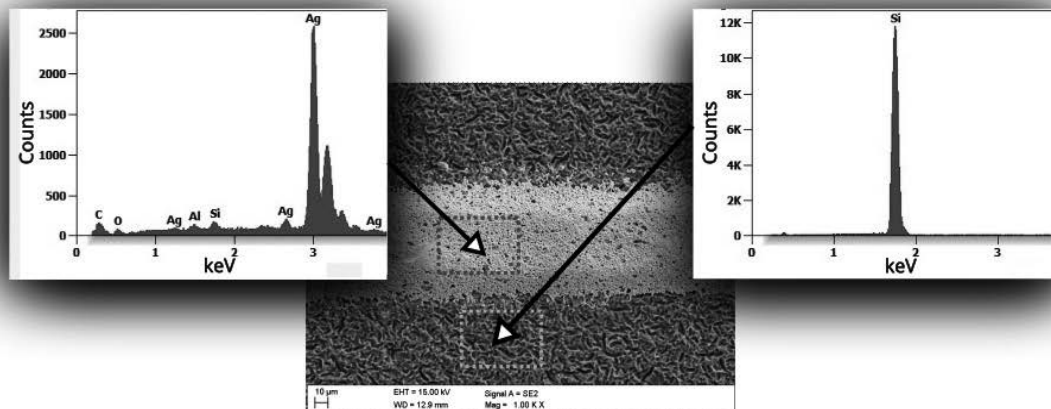 Ag
2500
2000
1500
1000
500
0
Counts
C
O
Ag
Al
Si
Ag
Ag
0
1
2
3
keV
Si
12K
10K
8K
6K
4K
2K
0
Counts
0
1
2
3
keV
10 µm
EHT = 15.00 kV
Signal A = SE2
WD = 12.9 mm
Mag = 1.00 K X